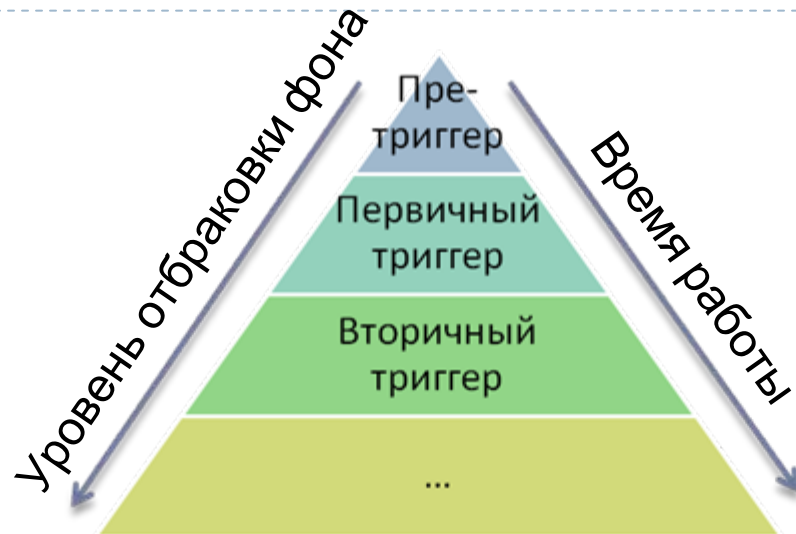 Уровень отбраковки фона
Пре-
триггер
Время работы
Первичный
триггер
Вторичный
триггер
...